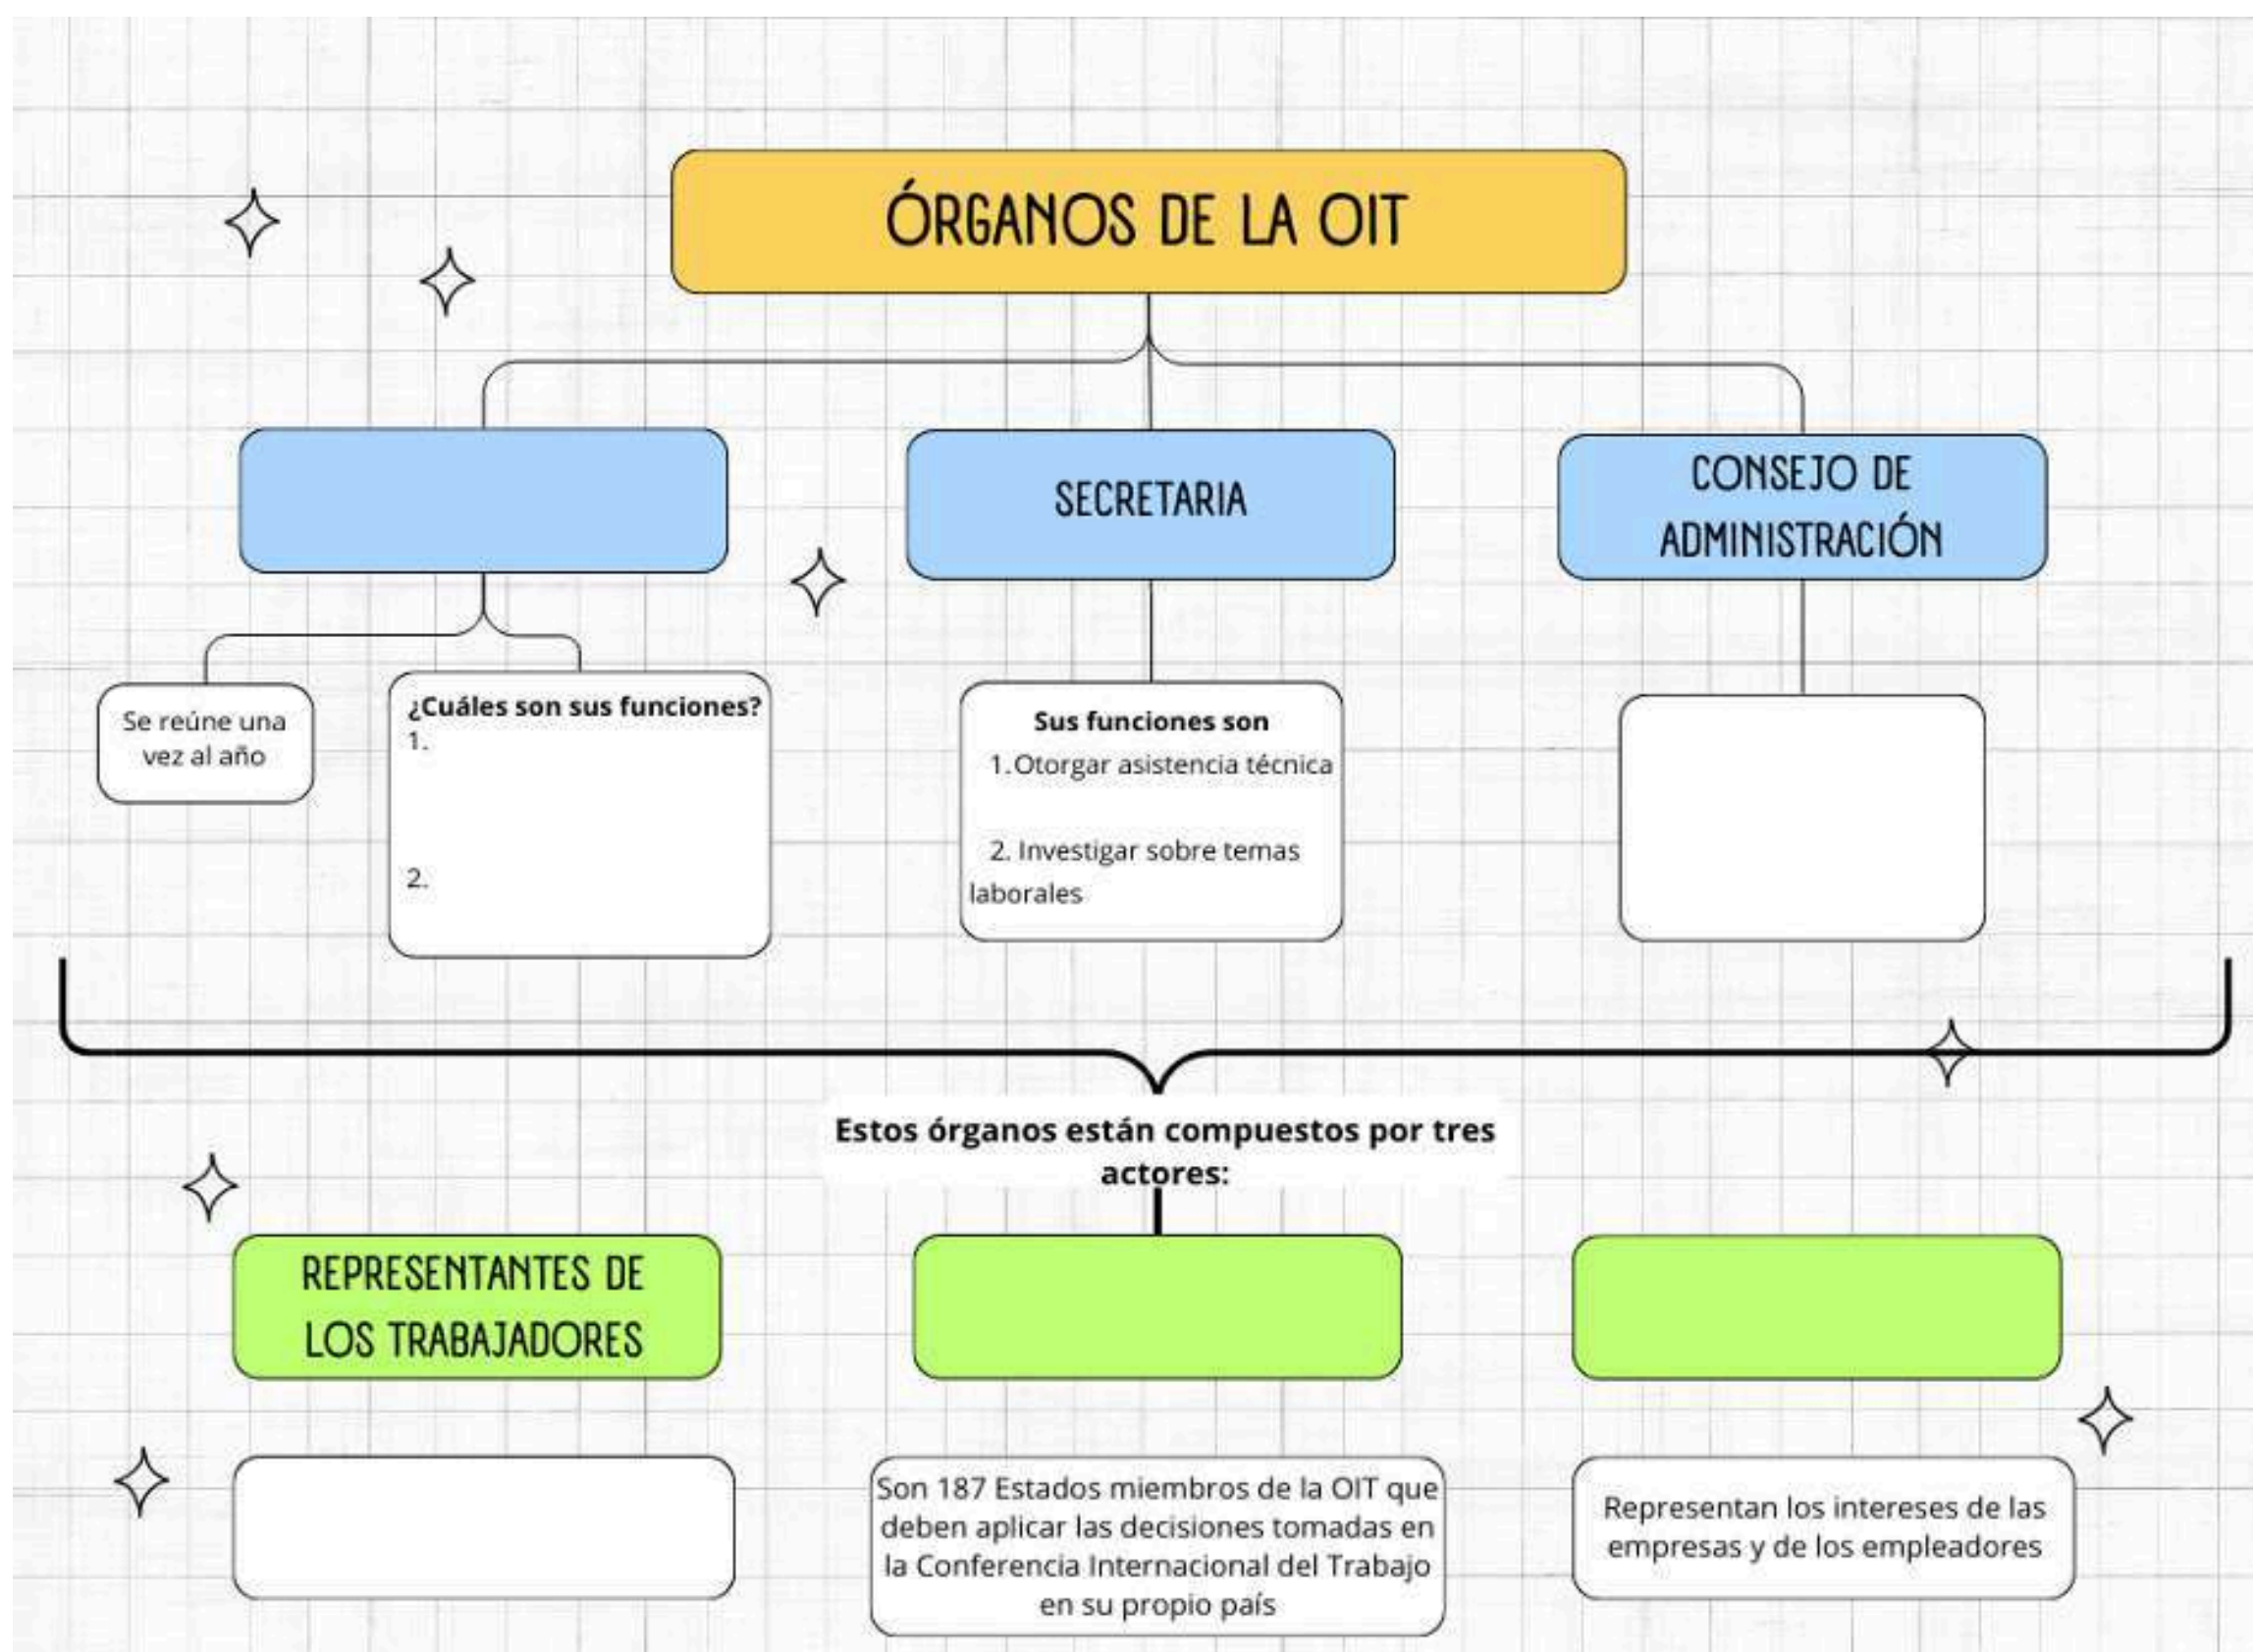 ÓRGANOS DE LA OIT
SECRETARIA
CONSEJO DE
ADMINISTRACIÓN
Se reúne una
vez al año
¿Cuáles son sus funciones?
1.
2.
Sus funciones son
1. Otorgar asistencia técnica
2. Investigar sobre temas
laborales
Estos órganos están compuestos por tres
actores:
REPRESENTANTES DE
LOS TRABAJADORES
Son 187 Estados miembros de la OIT que
deben aplicar las decisiones tomadas en
la Conferencia Internacional del Trabajo
en su propio país
Representan los intereses de las
empresas y de los empleadores